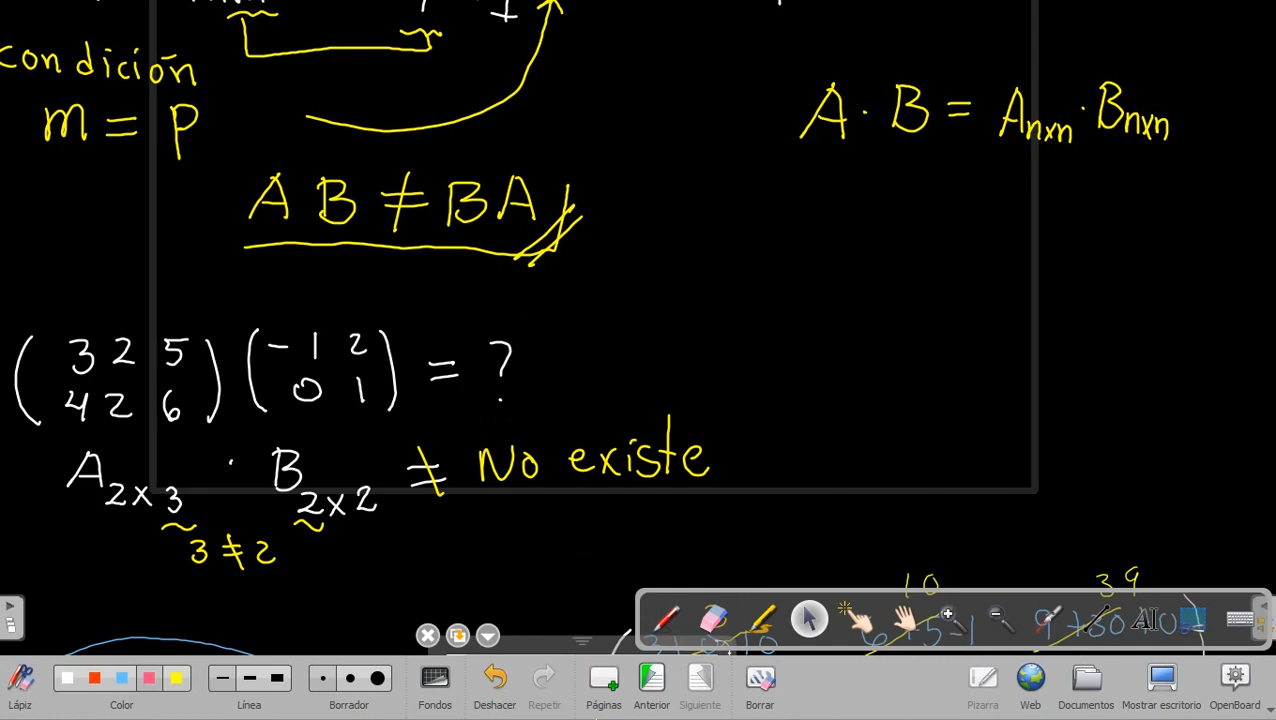 condición
m = p
A · B = Anxn · Bnxn
AB ≠ BA
( 3 2 5 ) ( -1 2 ) = ?
4 2 6 0 1
A2x3 · B2x2 ≠ No existe
3 ≠ 2
10
39
Lápiz
Color
Línea
Borrador
Fondos
Deshacer
Repetir
Páginas
Anterior
Siguiente
Borrar
Pizarra
Web
Documentos
Mostrar escritorio
OpenBoard